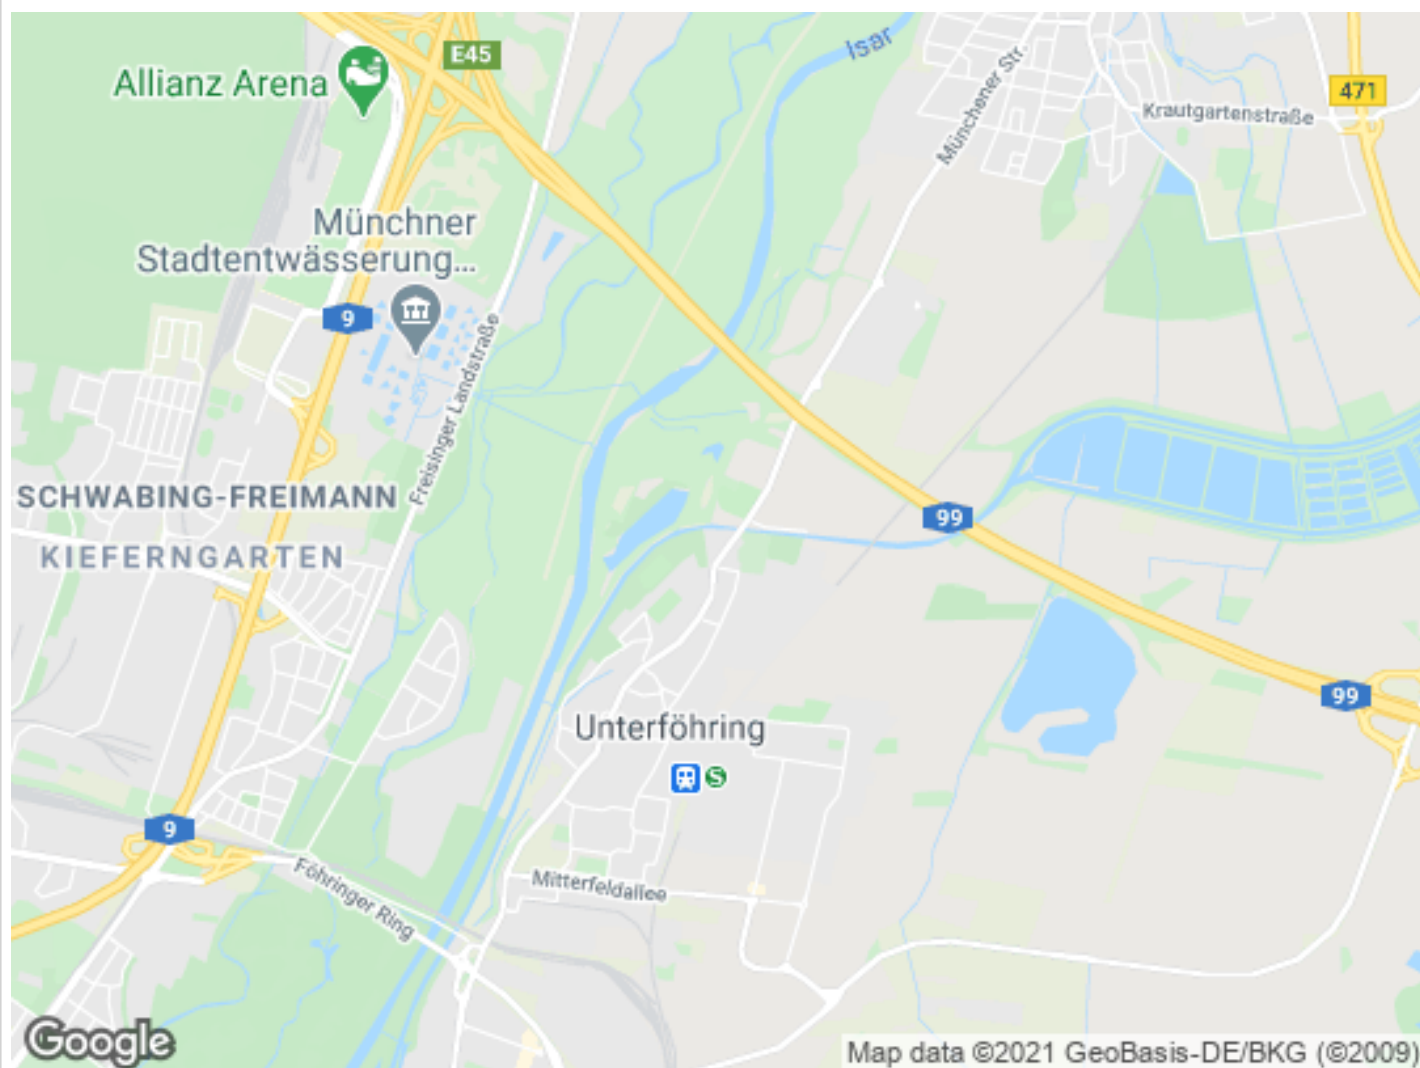 Isar
E45
Allianz Arena
Münchener Str.
471
Krautgartenstraße
Münchner
Stadtentwässerung...
9
Freisinger Landstraße
SCHWABING-FREIMANN
99
KIEFERNGARTEN
99
Unterföhring
S
9
Föhringer Ring
Mitterfeldallee
Google
Map data ©2021 GeoBasis-DE/BKG (©2009)